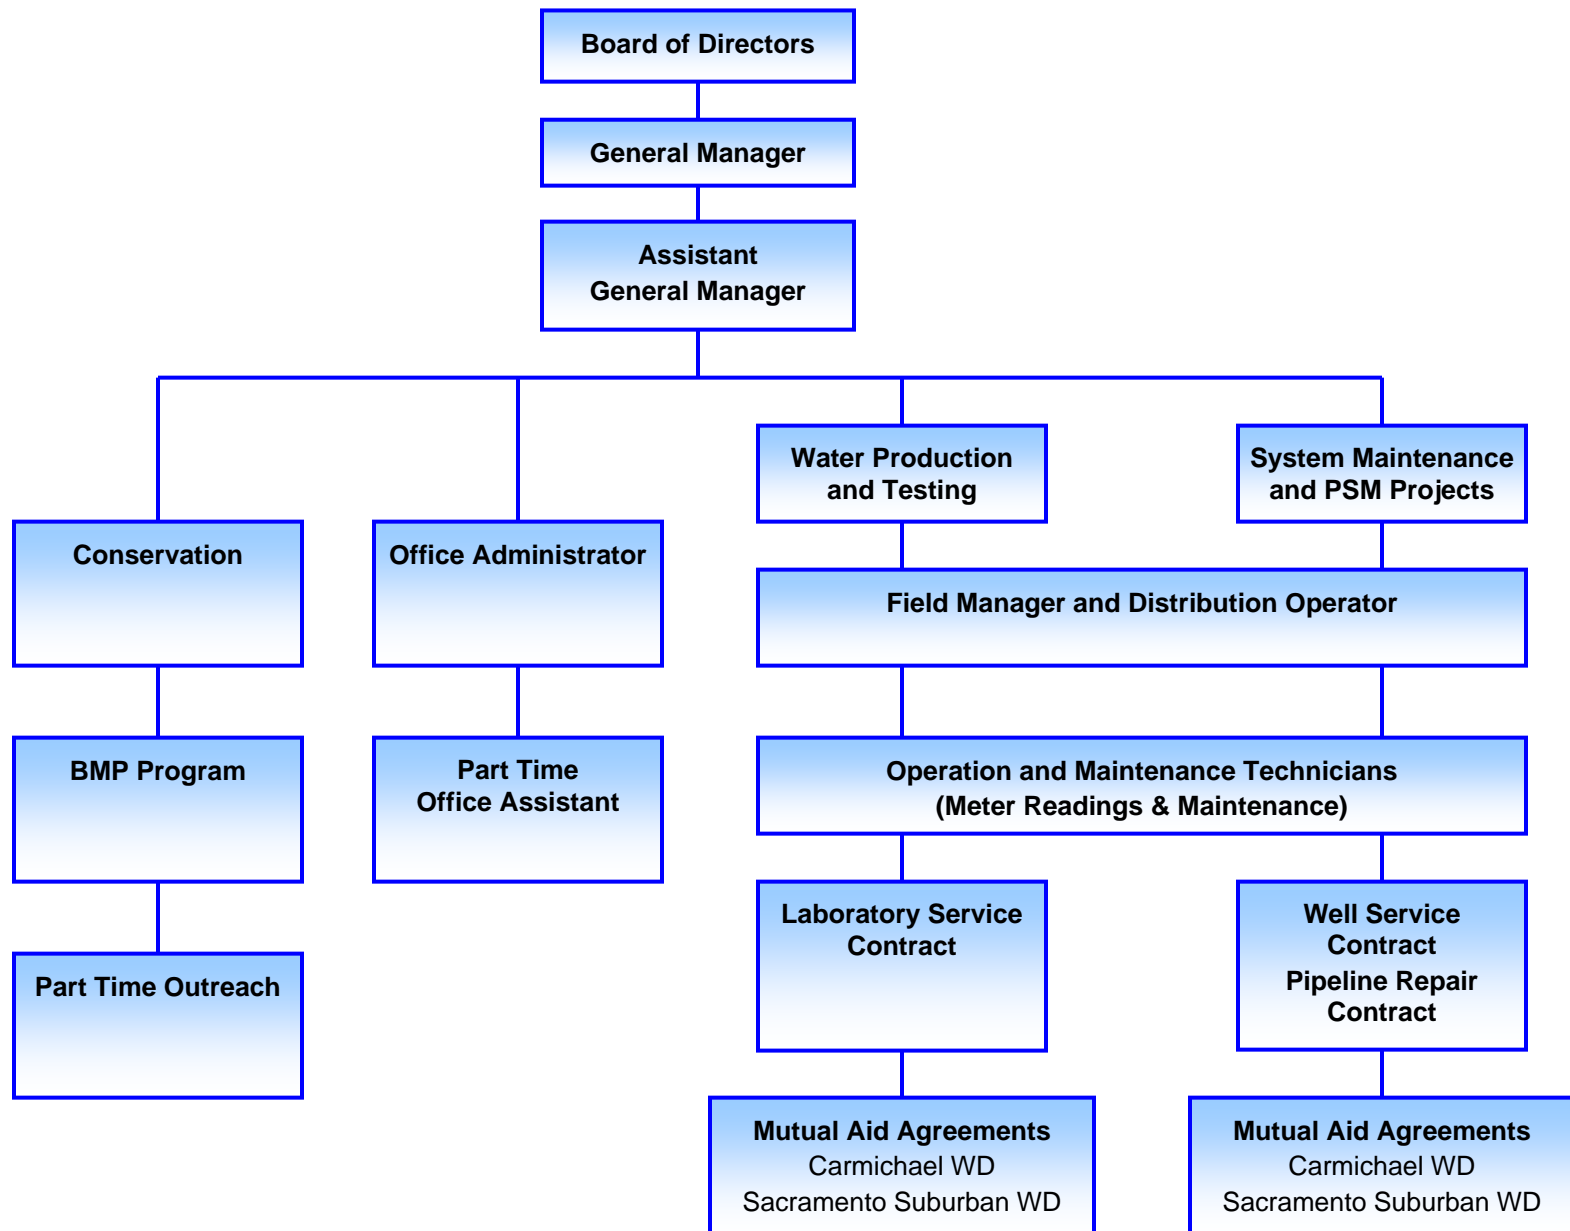 Board of Directors
General Manager
Assistant
General Manager
Water Production
and Testing
System Maintenance
and PSM Projects
Conservation
Office Administrator
Field Manager and Distribution Operator
BMP Program
Part Time
Office Assistant
Operation and Maintenance Technicians
(Meter Readings & Maintenance)
Part Time Outreach
Laboratory Service
Contract
Well Service
Contract
Pipeline Repair
Contract
Mutual Aid Agreements
Carmichael WD
Sacramento Suburban WD
Mutual Aid Agreements
Carmichael WD
Sacramento Suburban WD